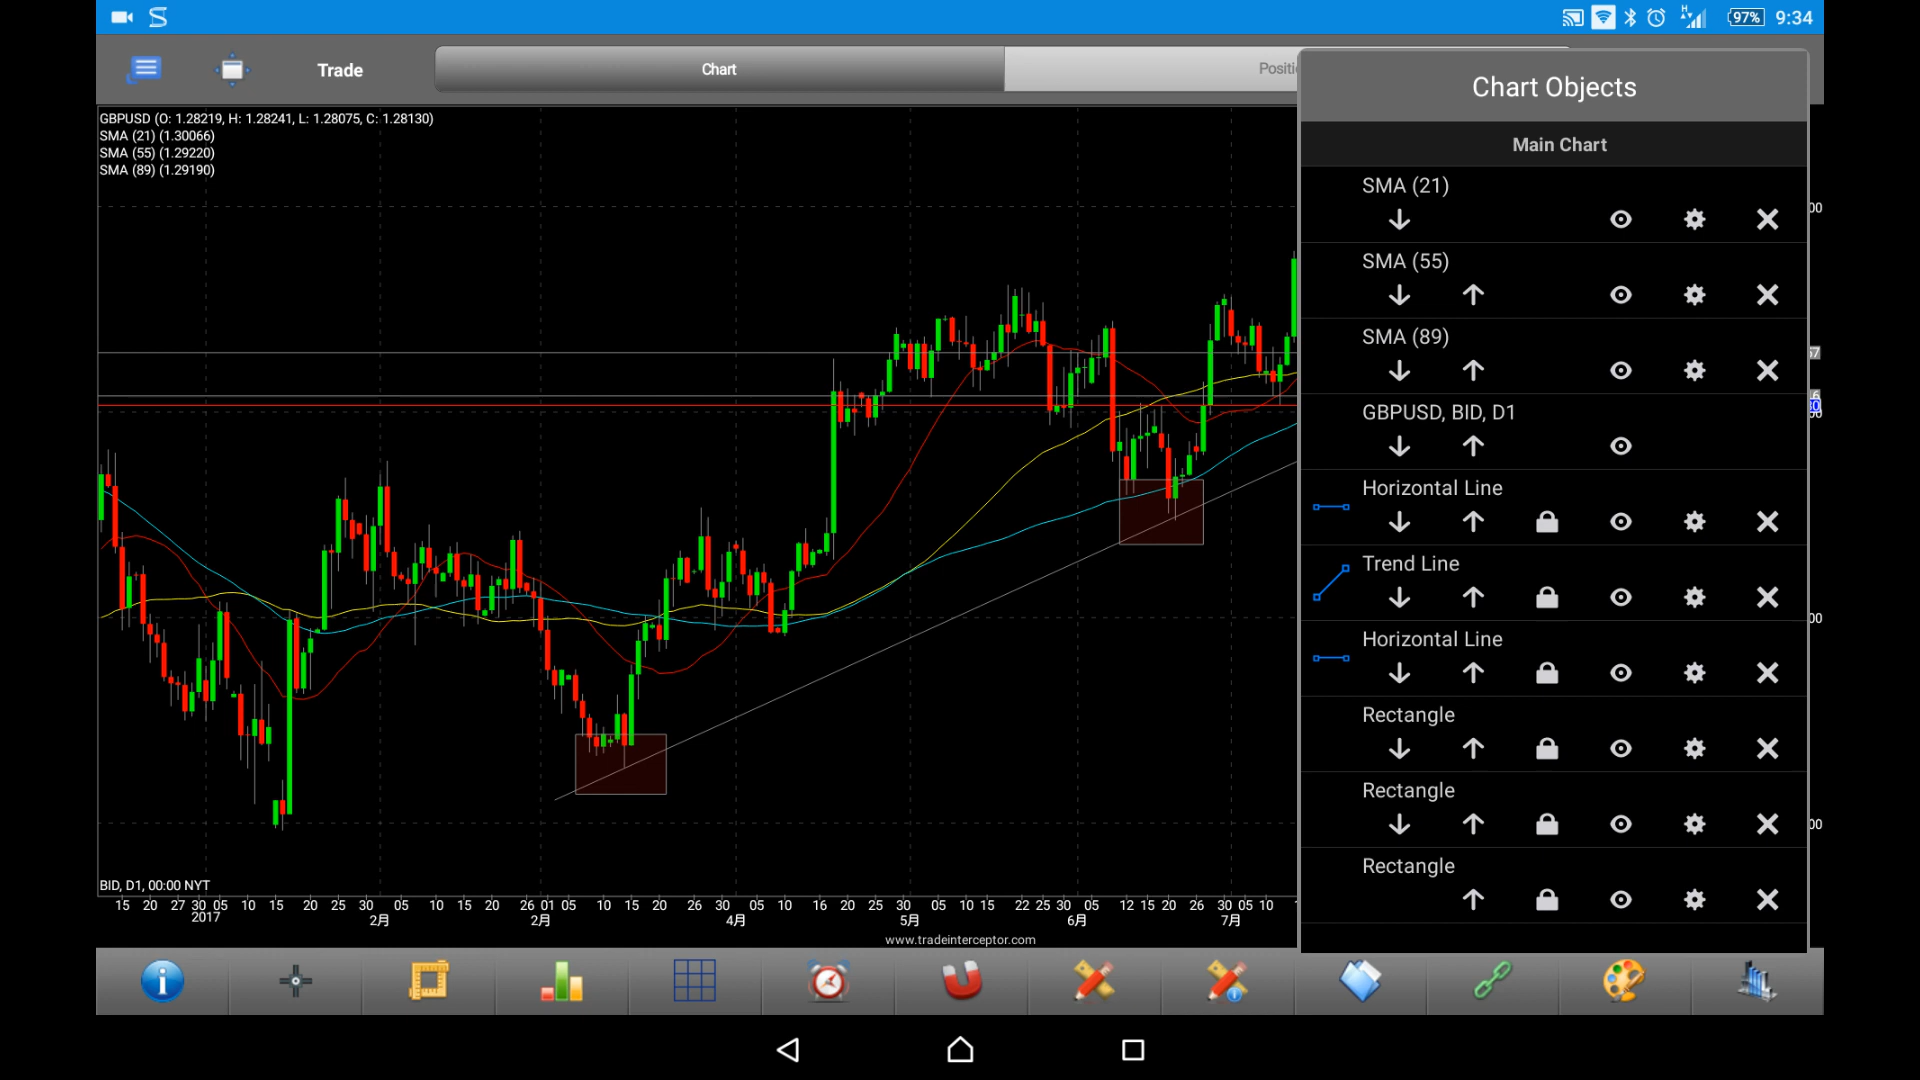 97% 9:34
Trade
Chart
Positi
Chart Objects
Main Chart
GBPUSD (O: 1.28219, H: 1.28241, L: 1.28075, C: 1.28130)
SMA (21) (1.30066)
SMA (55) (1.29220)
SMA (89) (1.29190)
SMA (21)
SMA (55)
SMA (89)
GBPUSD, BID, D1
Horizontal Line
Trend Line
Horizontal Line
Rectangle
Rectangle
Rectangle
00
00
00
BID, D1, 00:00 NYT
15 20 27 30 05 10 15 20 25 30 05 10 15 20 26 01 05 10 15 20 26 30 05 10 16 20 25 30 05 10 15 22 25 30 05 12 15 20 26 30 05 10
2017 2月 2月 4月 5月 6月 7月
www.tradeinterceptor.com